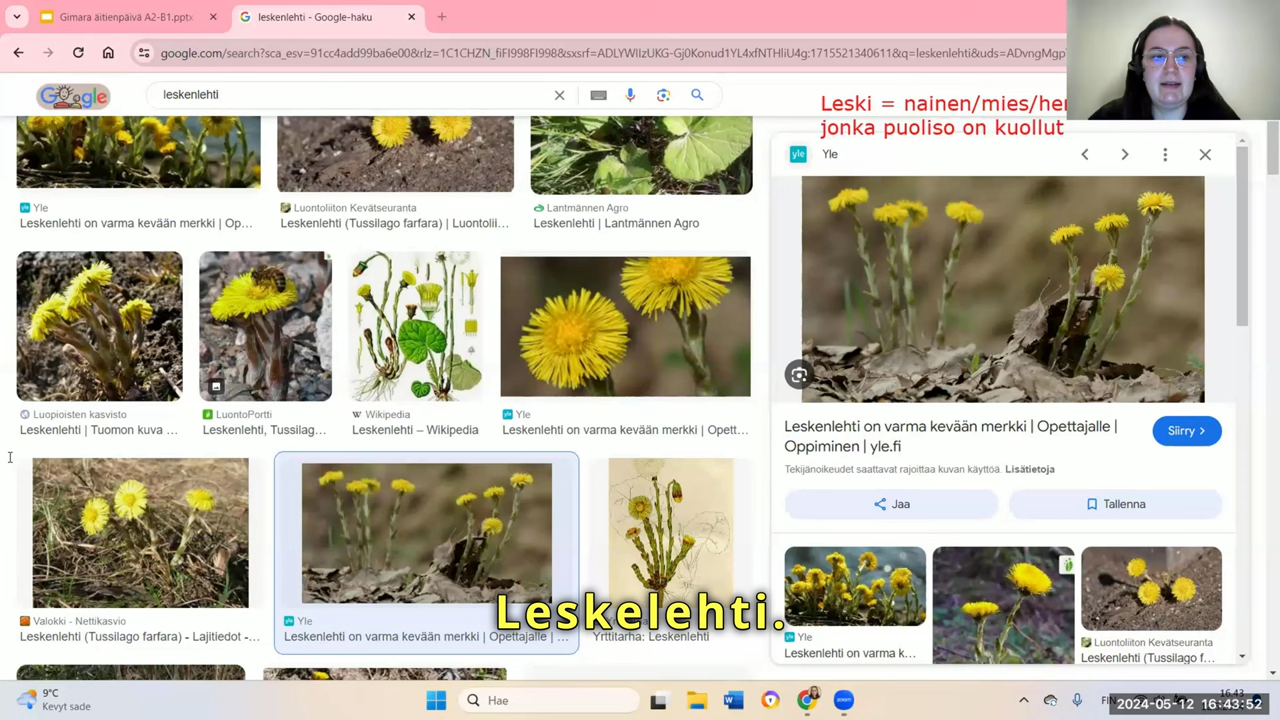 Gimara äitienpäivä A2-B1.pptx
leskenlehti - Google-haku
google.com/search?sca_esv=91cc4add99ba6e00&rlz=1C1CHZN_fiFI998FI998&sxsrf=ADLYWIIzUKG-Gj0Konud1YL4xfNTHIiU4g:1715521340611&q=leskenlehti&uds=ADvngMgp
Google
leskenlehti
Leski = nainen/mies/hen
jonka puoliso on kuollut
yle Yle
Yle
Leskenlehti on varma kevään merkki | Op...
Luontoliiton Kevätseuranta
Leskenlehti (Tussilago farfara) | Luontolii...
Lantmännen Agro
Leskenlehti | Lantmännen Agro
Luopioisten kasvisto
Leskenlehti | Tuomon kuva ...
LuontoPortti
Leskenlehti, Tussilag...
W Wikipedia
Leskenlehti – Wikipedia
Yle
Leskenlehti on varma kevään merkki | Opett...
Leskenlehti on varma kevään merkki | Opettajalle |
Oppiminen | yle.fi
Siirry
Tekijänoikeudet saattavat rajoittaa kuvan käyttöä. Lisätietoja
Jaa
Tallenna
Valokki - Nettikasvio
Leskenlehti (Tussilago farfara) - Lajitiedot -...
Yle
Leskenlehti on varma kevään merkki | Opettajalle | ...
Yrttitarha: Leskenlehti
Leskelehti.
Yle
Leskenlehti on varma k...
Luontoliiton Kevätseuranta
Leskenlehti (Tussilago f...
9°C
Kevyt sade
Hae
FIN
16.43
2024-05-12 16:43:52